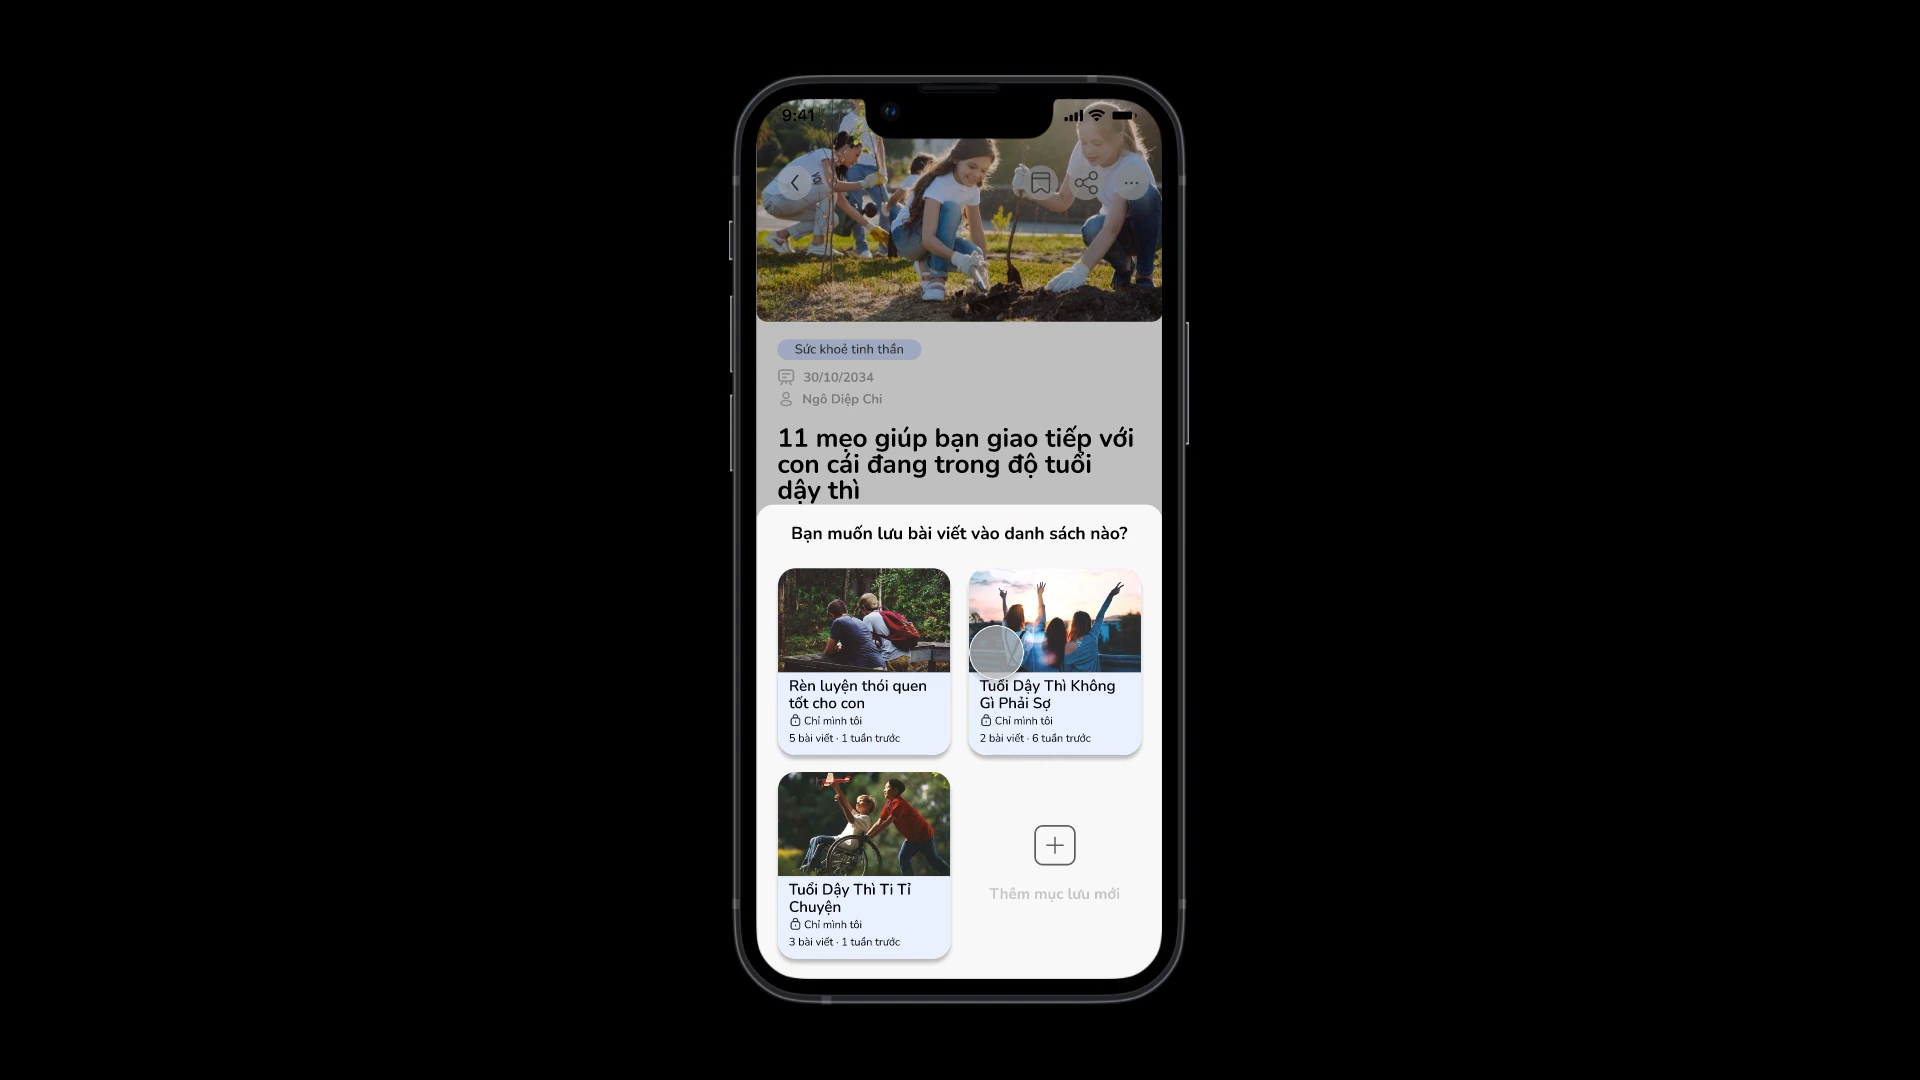 9:41
Sức khoẻ tinh thần
30/10/2034
Ngô Diệp Chi
11 mẹo giúp bạn giao tiếp với
con cái đang trong độ tuổi
dậy thì
Bạn muốn lưu bài viết vào danh sách nào?
Rèn luyện thói quen
tốt cho con
Chỉ mình tôi
5 bài viết · 1 tuần trước
Tuổi Dậy Thì Không
Gì Phải Sợ
Chỉ mình tôi
2 bài viết · 6 tuần trước
Tuổi Dậy Thì Ti Tỉ
Chuyện
Chỉ mình tôi
3 bài viết · 1 tuần trước
Thêm mục lưu mới